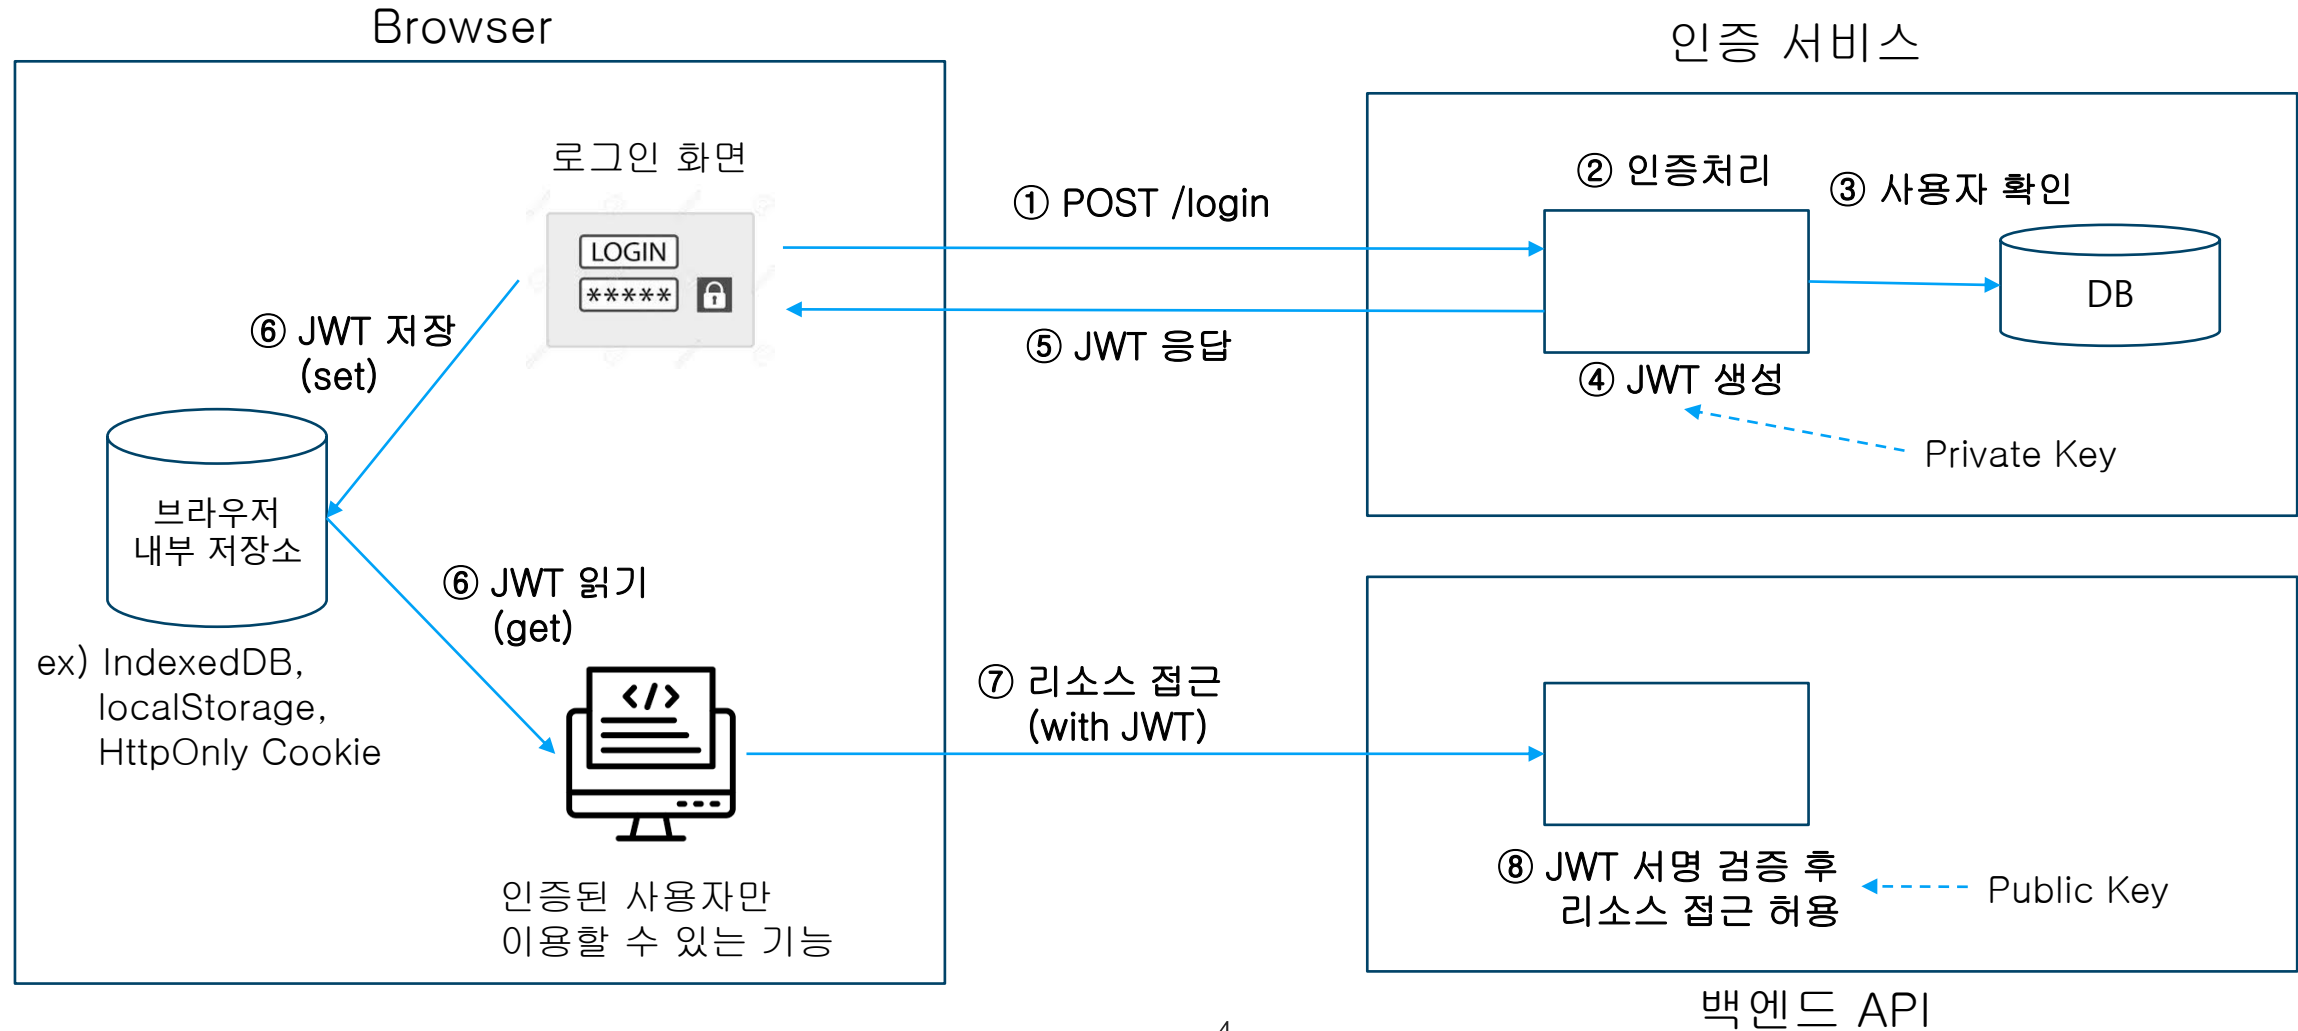 Browser
인증 서비스
로그인 화면
LOGIN
*****
① POST /login
② 인증처리
③ 사용자 확인
DB
④ JWT 생성
Private Key
⑤ JWT 응답
⑥ JWT 저장
(set)
브라우저
내부 저장소
ex) IndexedDB,
localStorage,
HttpOnly Cookie
⑥ JWT 읽기
(get)
</>
인증된 사용자만
이용할 수 있는 기능
⑦ 리소스 접근
(with JWT)
⑧ JWT 서명 검증 후
리소스 접근 허용
Public Key
백엔드 API
4